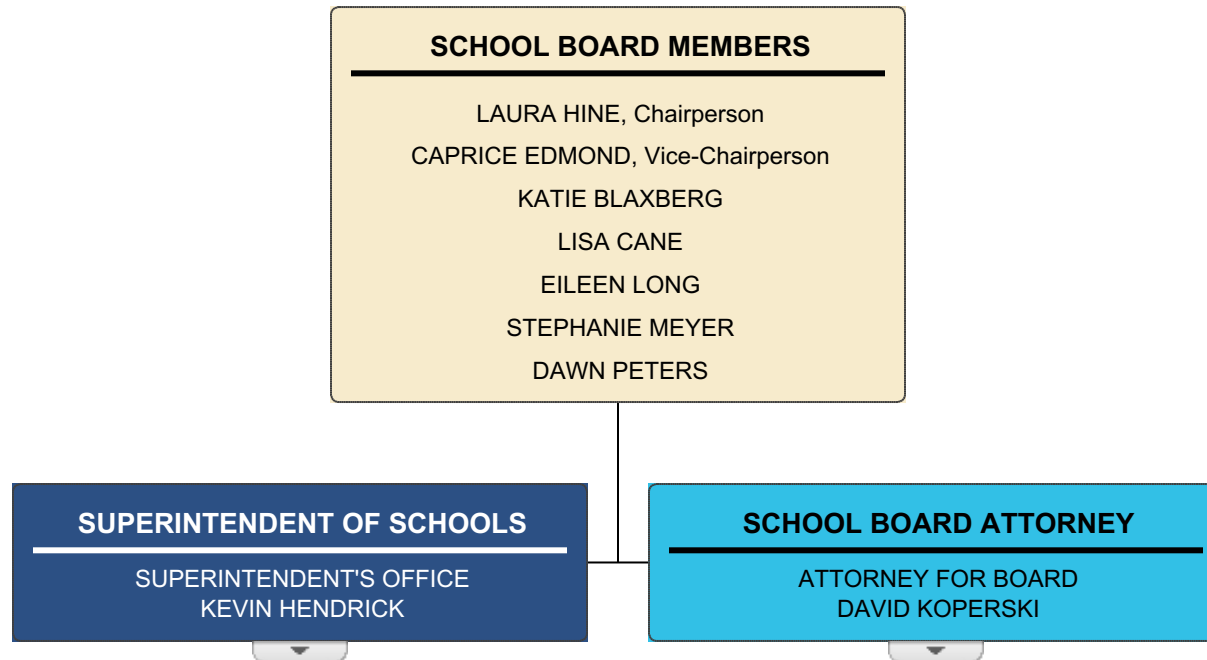 SCHOOL BOARD MEMBERS
LAURA HINE, Chairperson
CAPRICE EDMOND, Vice-Chairperson
KATIE BLAXBERG
LISA CANE
EILEEN LONG
STEPHANIE MEYER
DAWN PETERS
SUPERINTENDENT OF SCHOOLS
SUPERINTENDENT'S OFFICE
KEVIN HENDRICK
SCHOOL BOARD ATTORNEY
ATTORNEY FOR BOARD
DAVID KOPERSKI